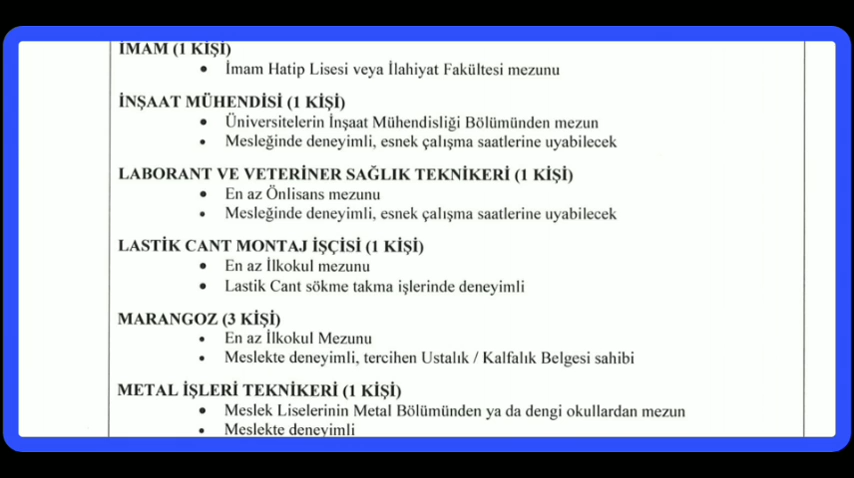 İMAM (1 KİŞİ)
• İmam Hatip Lisesi veya İlahiyat Fakültesi mezunu
İNŞAAT MÜHENDİSİ (1 KİŞİ)
• Üniversitelerin İnşaat Mühendisliği Bölümünden mezun
• Mesleğinde deneyimli, esnek çalışma saatlerine uyabilecek
LABORANT VE VETERİNER SAĞLIK TEKNİKERİ (1 KİŞİ)
• En az Önlisans mezunu
• Mesleğinde deneyimli, esnek çalışma saatlerine uyabilecek
LASTİK CANT MONTAJ İŞÇİSİ (1 KİŞİ)
• En az İlkokul mezunu
• Lastik Cant sökme takma işlerinde deneyimli
MARANGOZ (3 KİŞİ)
• En az İlkokul Mezunu
• Meslekte deneyimli, tercihen Ustalık / Kalfalık Belgesi sahibi
METAL İŞLERİ TEKNİKERİ (1 KİŞİ)
• Meslek Liselerinin Metal Bölümünden ya da dengi okullardan mezun
• Meslekte deneyimli